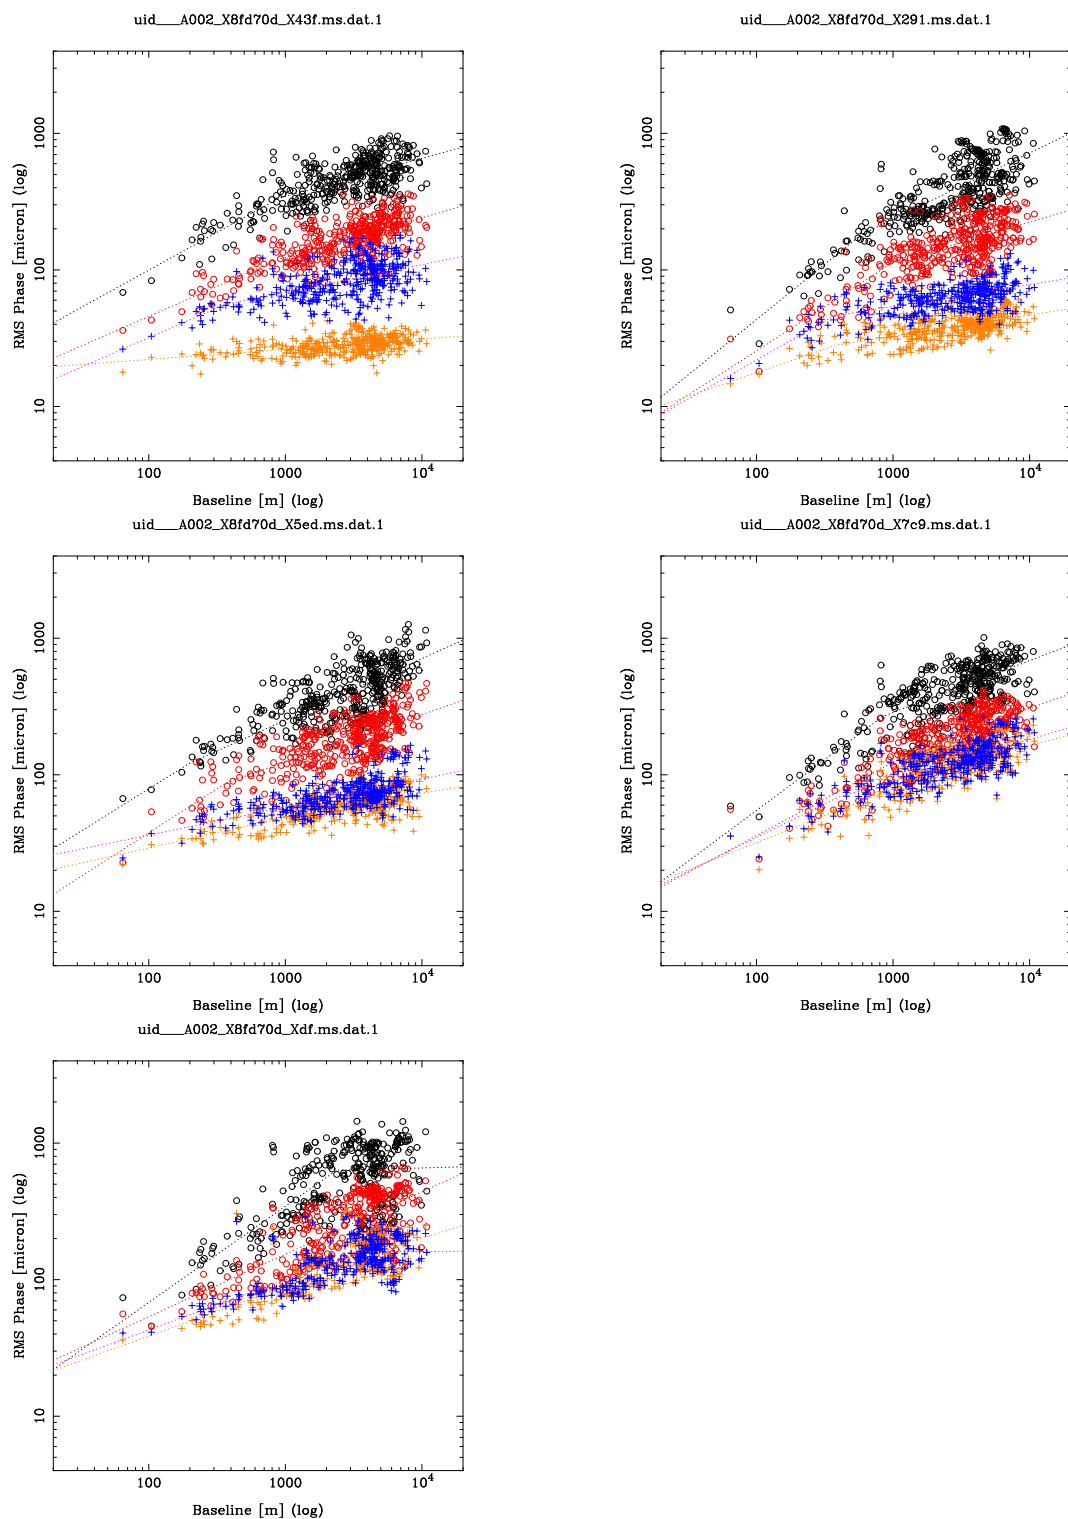 uid___A002_X8fd70d_X43f.ms.dat.1
RMS Phase [micron] (log)
1000
100
10
100
1000
10^4
Baseline [m] (log)
uid___A002_X8fd70d_X291.ms.dat.1
RMS Phase [micron] (log)
1000
100
10
100
1000
10^4
Baseline [m] (log)
uid___A002_X8fd70d_X5ed.ms.dat.1
RMS Phase [micron] (log)
1000
100
10
100
1000
10^4
Baseline [m] (log)
uid___A002_X8fd70d_X7c9.ms.dat.1
RMS Phase [micron] (log)
1000
100
10
100
1000
10^4
Baseline [m] (log)
uid___A002_X8fd70d_Xdf.ms.dat.1
RMS Phase [micron] (log)
1000
100
10
100
1000
10^4
Baseline [m] (log)